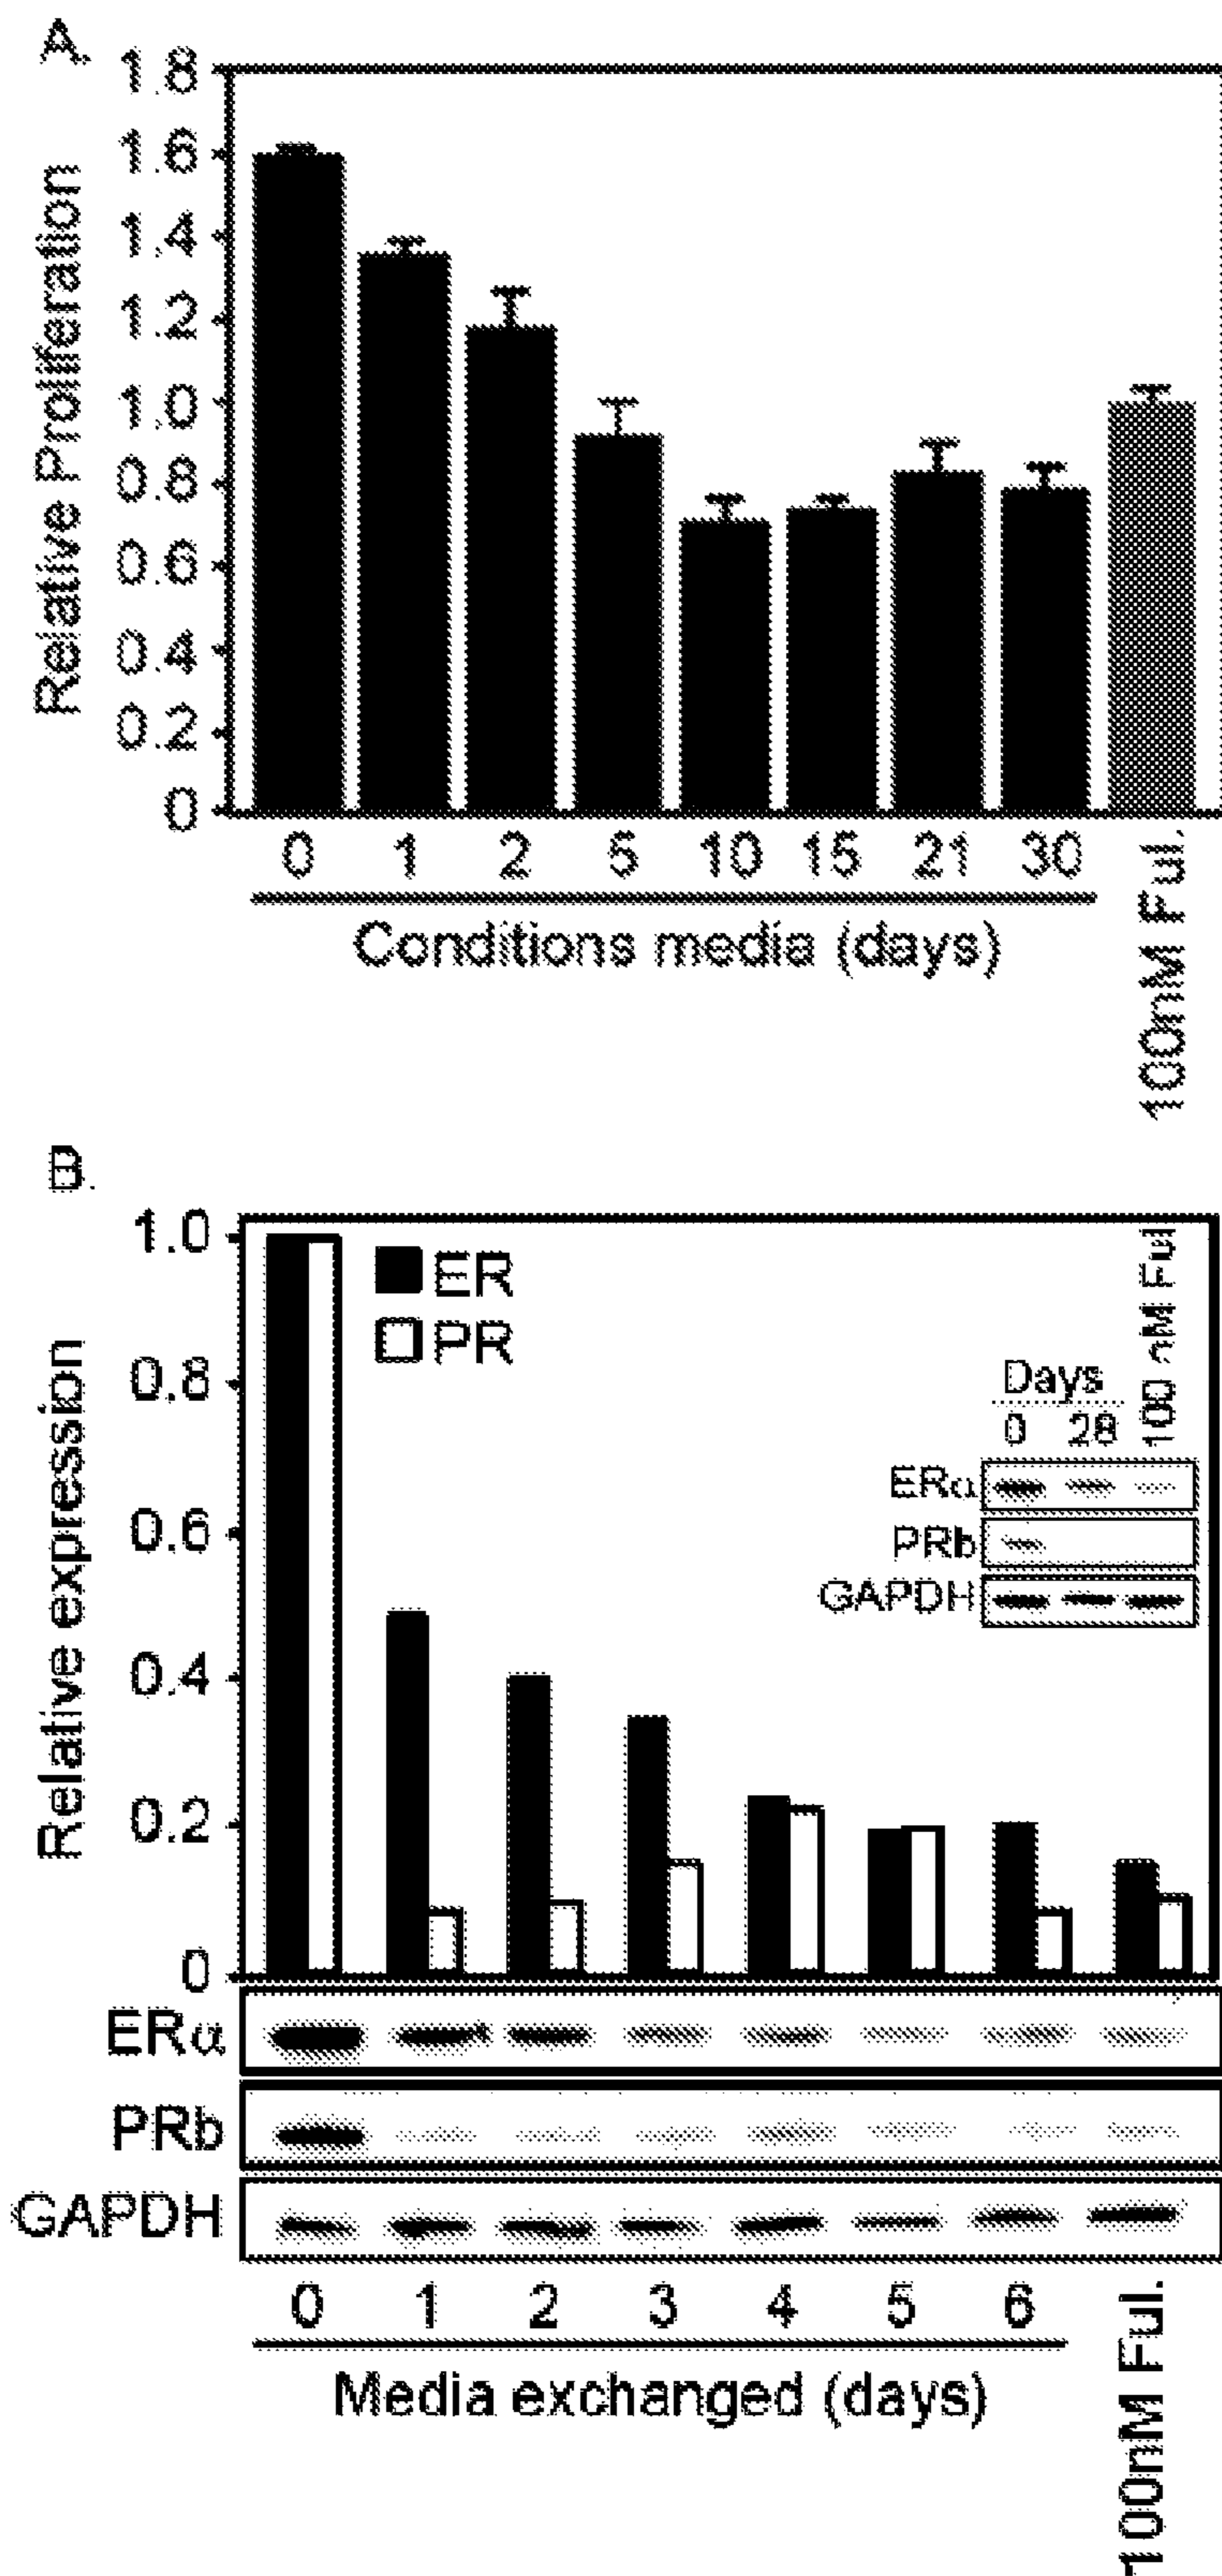 A.
Relative Proliferation
1.8
1.6
1.4
1.2
1.0
0.8
0.6
0.4
0.2
0
0 1 2 5 10 15 21 30
100nM Ful.
Conditions media (days)
B.
Relative expression
1.0
0.8
0.6
0.4
0.2
0
ER
PR
Days
0 28
100 nM Ful
ERα
PRb
GAPDH
ERα
PRb
GAPDH
0 1 2 3 4 5 6
100nM Ful.
Media exchanged (days)